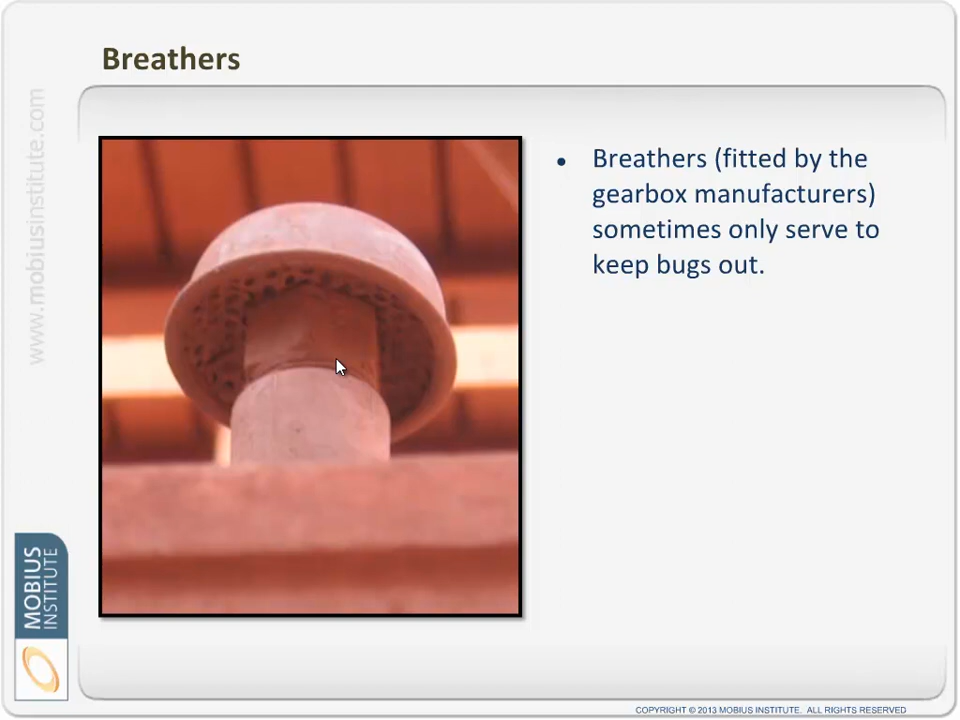 Breathers
www.mobiusinstitute.com
• Breathers (fitted by the
gearbox manufacturers)
sometimes only serve to
keep bugs out.
MOBIUS
INSTITUTE
COPYRIGHT © 2013 MOBIUS INSTITUTE. ALL RIGHTS RESERVED